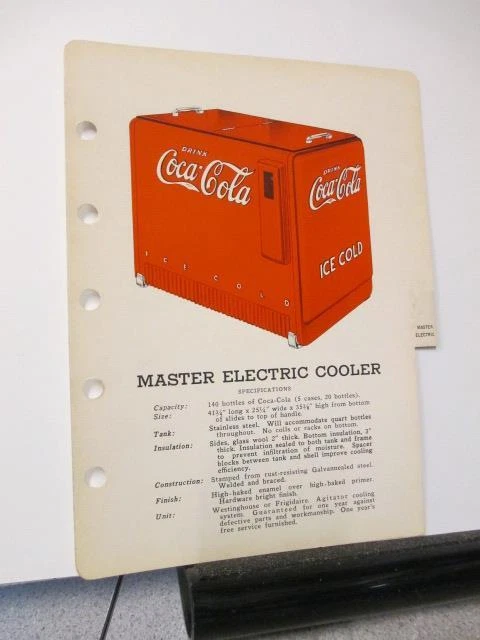 DRINK
Coca-Cola
DRINK
Coca-Cola
ICE COLD
ICE COLD
MASTER
ELECTRIC
MASTER ELECTRIC COOLER
SPECIFICATIONS
Capacity: 140 bottles of Coca-Cola (5 cases, 20 bottles).
Size: 41¾" long x 25¼" wide x 35¾" high from bottom
of slides to top of handle.
Tank: Stainless steel. Will accommodate quart bottles
throughout. No coils or racks on bottom.
Insulation: Sides, glass wool 2" thick. Bottom insulation, 3"
thick. Insulation sealed to both tank and frame
to prevent infiltration of moisture. Spacer
blocks between tank and shell improve cooling
efficiency.
Construction: Stamped from rust-resisting Galvannealed steel.
Welded and braced.
Finish: High-baked enamel over high-baked primer.
Hardware bright finish.
Unit: Westinghouse or Frigidaire. Agitator cooling
system. Guaranteed for one year against
defective parts and workmanship. One year's
free service furnished.